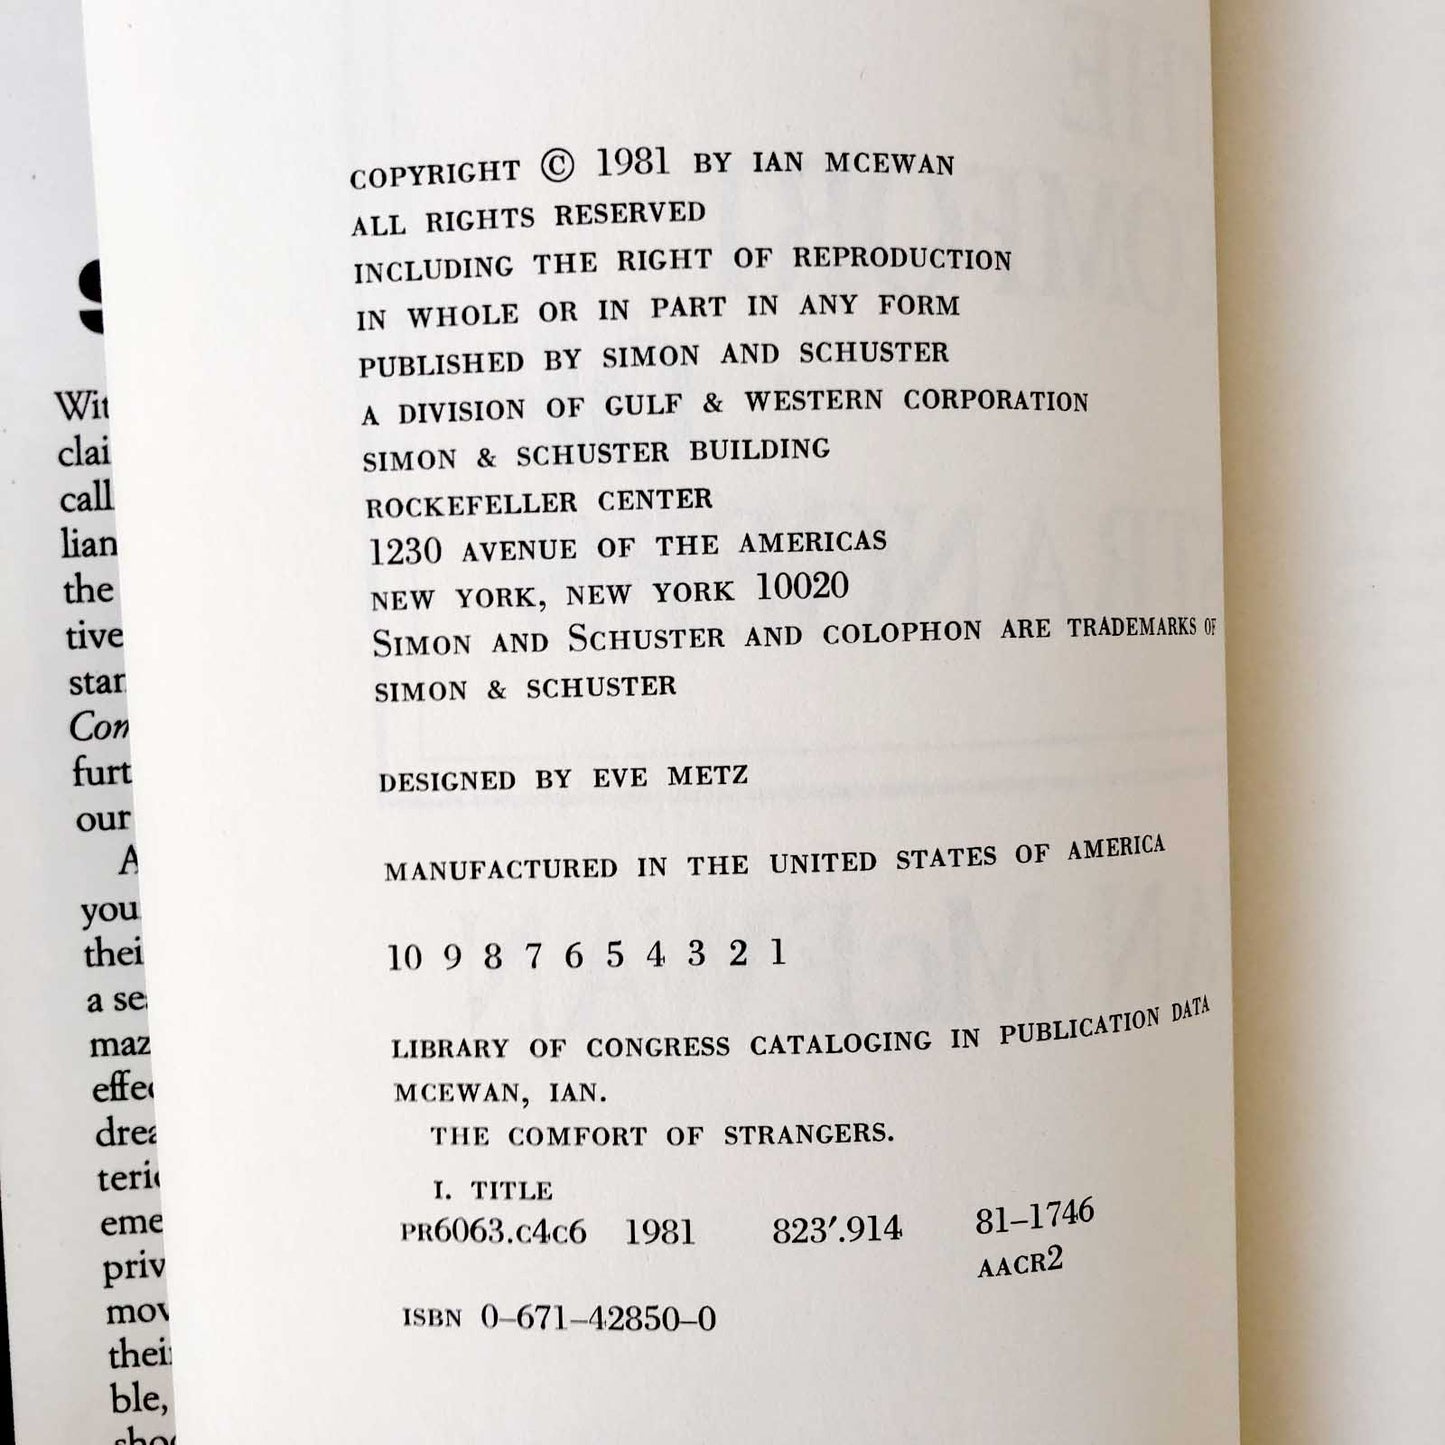 COPYRIGHT © 1981 BY IAN MCEWAN
ALL RIGHTS RESERVED
INCLUDING THE RIGHT OF REPRODUCTION
IN WHOLE OR IN PART IN ANY FORM
PUBLISHED BY SIMON AND SCHUSTER
A DIVISION OF GULF & WESTERN CORPORATION
SIMON & SCHUSTER BUILDING
ROCKEFELLER CENTER
1230 AVENUE OF THE AMERICAS
NEW YORK, NEW YORK 10020
SIMON AND SCHUSTER AND COLOPHON ARE TRADEMARKS OF
SIMON & SCHUSTER
DESIGNED BY EVE METZ
MANUFACTURED IN THE UNITED STATES OF AMERICA
10 9 8 7 6 5 4 3 2 1
LIBRARY OF CONGRESS CATALOGING IN PUBLICATION DATA
MCEWAN, IAN.
THE COMFORT OF STRANGERS.
I. TITLE
PR6063.C4C6 1981 823′.914 81–1746
AACR2
ISBN 0–671–42850–0
the
our
you